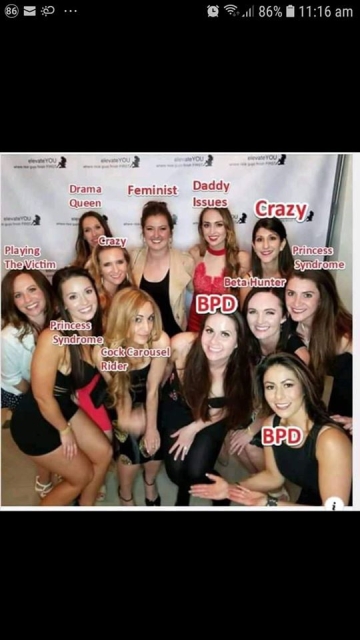 86 ... 86% 11:16 am
elevateYOU
elevateYOU
elevateYOU
elevateYOU
Drama
Queen
Feminist
Daddy
Issues
Crazy
Crazy
Playing
The Victim
Princess
Syndrome
Beta Hunter
BPD
Princess
Syndrome
Cock Carousel
Rider
BPD
i